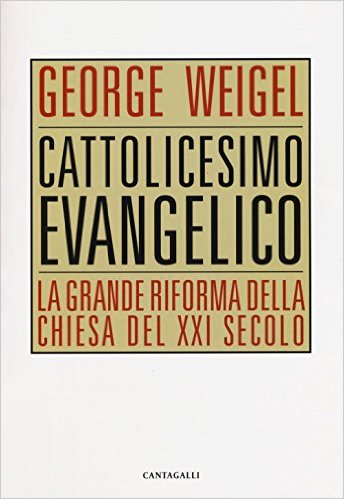 GEORGE WEIGEL
CATTOLICESIMO
EVANGELICO
LA GRANDE RIFORMA DELLA
CHIESA DEL XXI SECOLO
CANTAGALLI